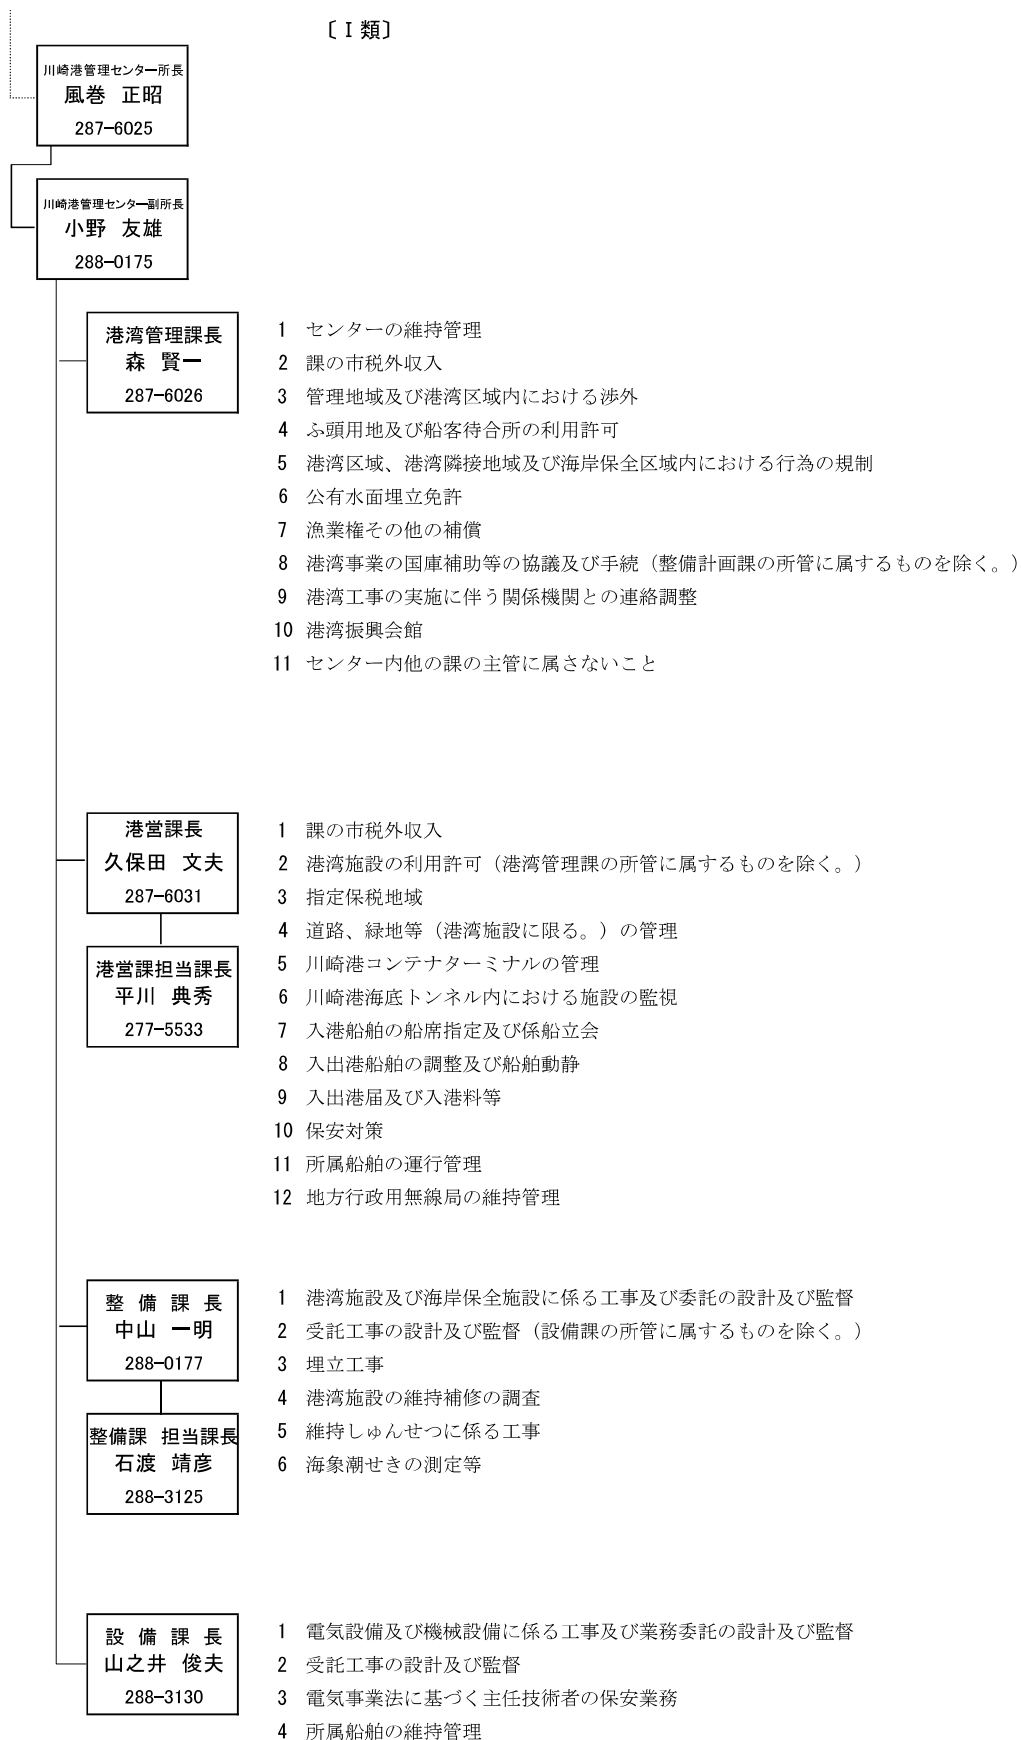 〔Ⅰ類〕
川崎港管理センター所長
風巻 正昭
287-6025
川崎港管理センター副所長
小野 友雄
288-0175
港湾管理課長
森 賢一
287-6026
1 センターの維持管理
2 課の市税外収入
3 管理地域及び港湾区域内における渉外
4 ふ頭用地及び船客待合所の利用許可
5 港湾区域、港湾隣接地域及び海岸保全区域内における行為の規制
6 公有水面埋立免許
7 漁業権その他の補償
8 港湾事業の国庫補助等の協議及び手続（整備計画課の所管に属するものを除く。）
9 港湾工事の実施に伴う関係機関との連絡調整
10 港湾振興会館
11 センター内他の課の主管に属さないこと
港営課長
久保田 文夫
287-6031
港営課担当課長
平川 典秀
277-5533
1 課の市税外収入
2 港湾施設の利用許可（港湾管理課の所管に属するものを除く。）
3 指定保税地域
4 道路、緑地等（港湾施設に限る。）の管理
5 川崎港コンテナターミナルの管理
6 川崎港海底トンネル内における施設の監視
7 入港船舶の船席指定及び係船立会
8 入出港船舶の調整及び船舶動静
9 入出港届及び入港料等
10 保安対策
11 所属船舶の運行管理
12 地方行政用無線局の維持管理
整 備 課 長
中山 一明
288-0177
整備課 担当課長
石渡 靖彦
288-3125
1 港湾施設及び海岸保全施設に係る工事及び委託の設計及び監督
2 受託工事の設計及び監督（設備課の所管に属するものを除く。）
3 埋立工事
4 港湾施設の維持補修の調査
5 維持しゅんせつに係る工事
6 海象潮せきの測定等
設 備 課 長
山之井 俊夫
288-3130
1 電気設備及び機械設備に係る工事及び業務委託の設計及び監督
2 受託工事の設計及び監督
3 電気事業法に基づく主任技術者の保安業務
4 所属船舶の維持管理